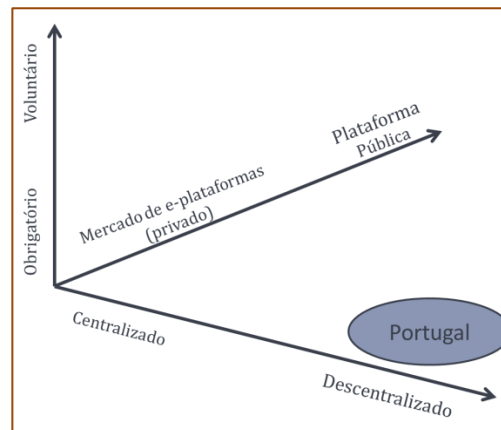 Voluntário
Obrigatório
Plataforma
Pública
Mercado de e-plataformas
(privado)
Centralizado
Portugal
Descentralizado